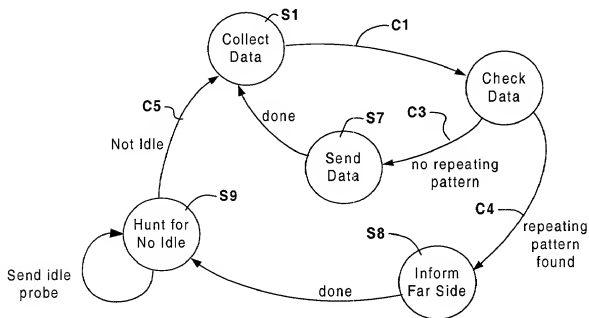 S1
Collect
Data
C1
Check
Data
C5
Not Idle
done
S7
Send
Data
C3
no repeating
pattern
C4
repeating
pattern
found
S9
Hunt for
No Idle
Send idle
probe
done
S8
Inform
Far Side